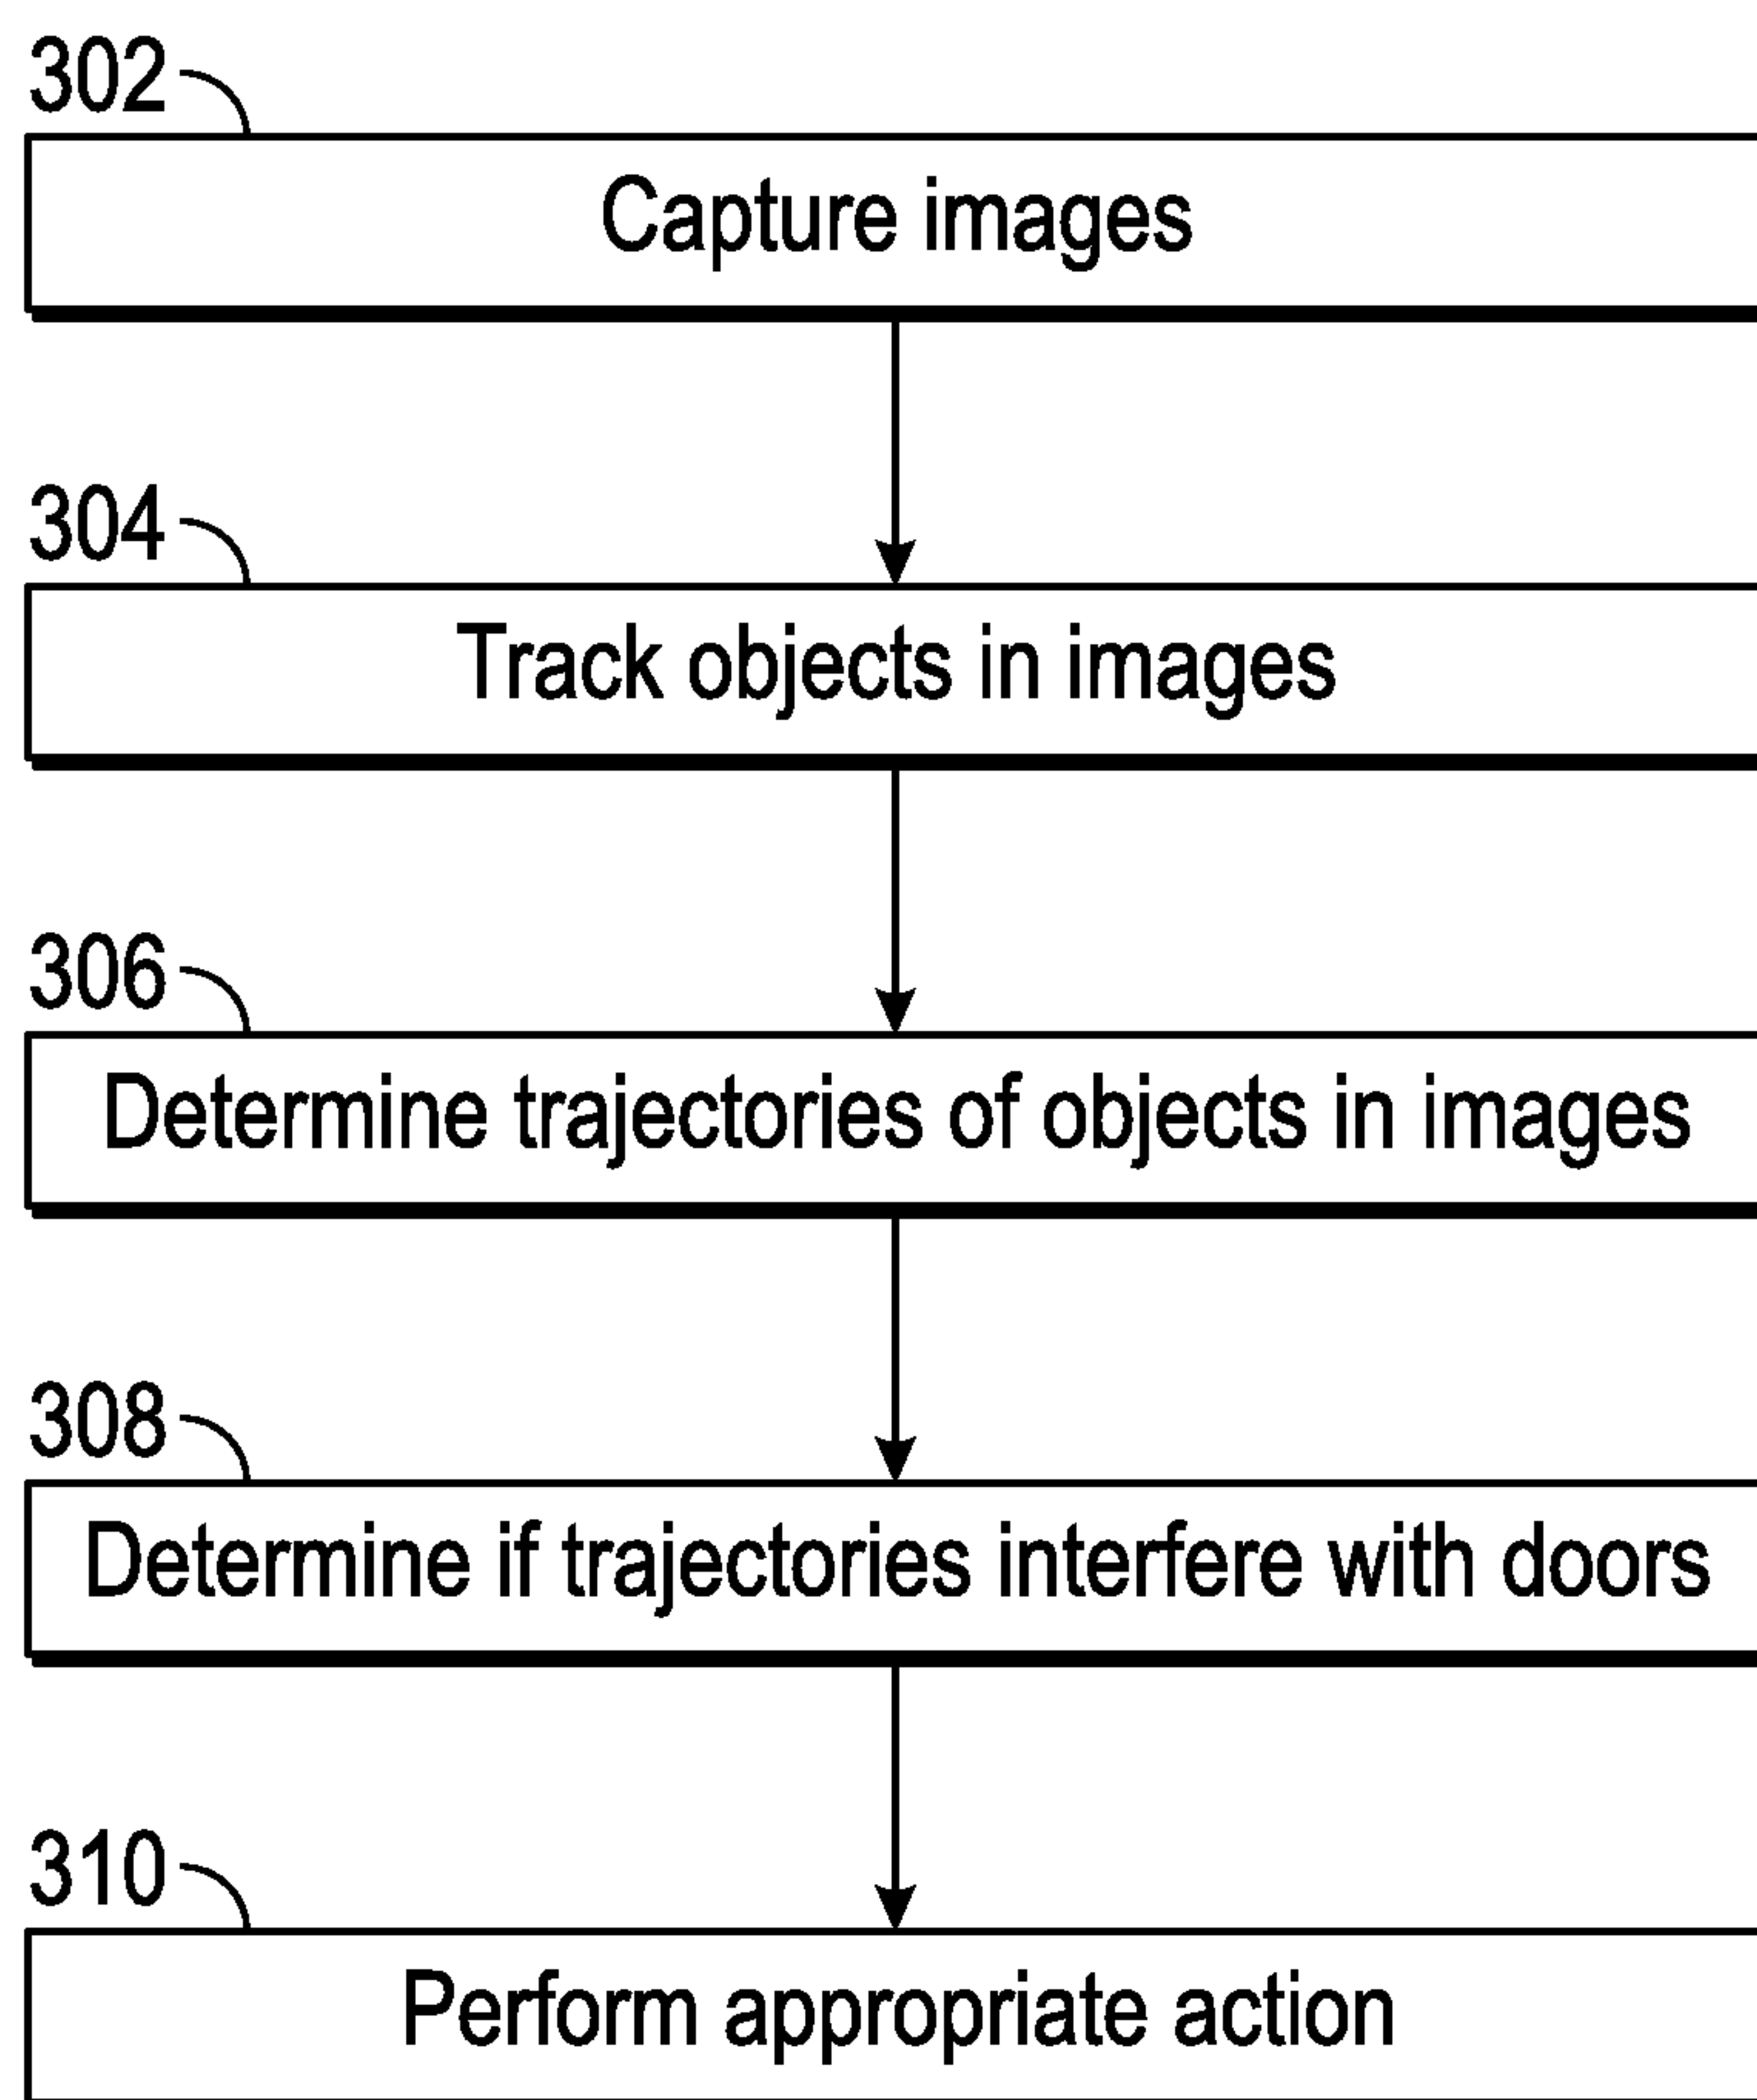 302
Capture images
304
Track objects in images
306
Determine trajectories of objects in images
308
Determine if trajectories interfere with doors
310
Perform appropriate action